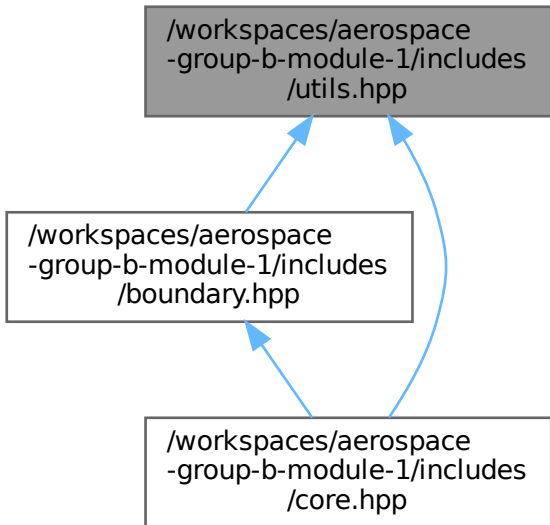 /workspaces/aerospace
-group-b-module-1/includes
/utils.hpp
/workspaces/aerospace
-group-b-module-1/includes
/boundary.hpp
/workspaces/aerospace
-group-b-module-1/includes
/core.hpp